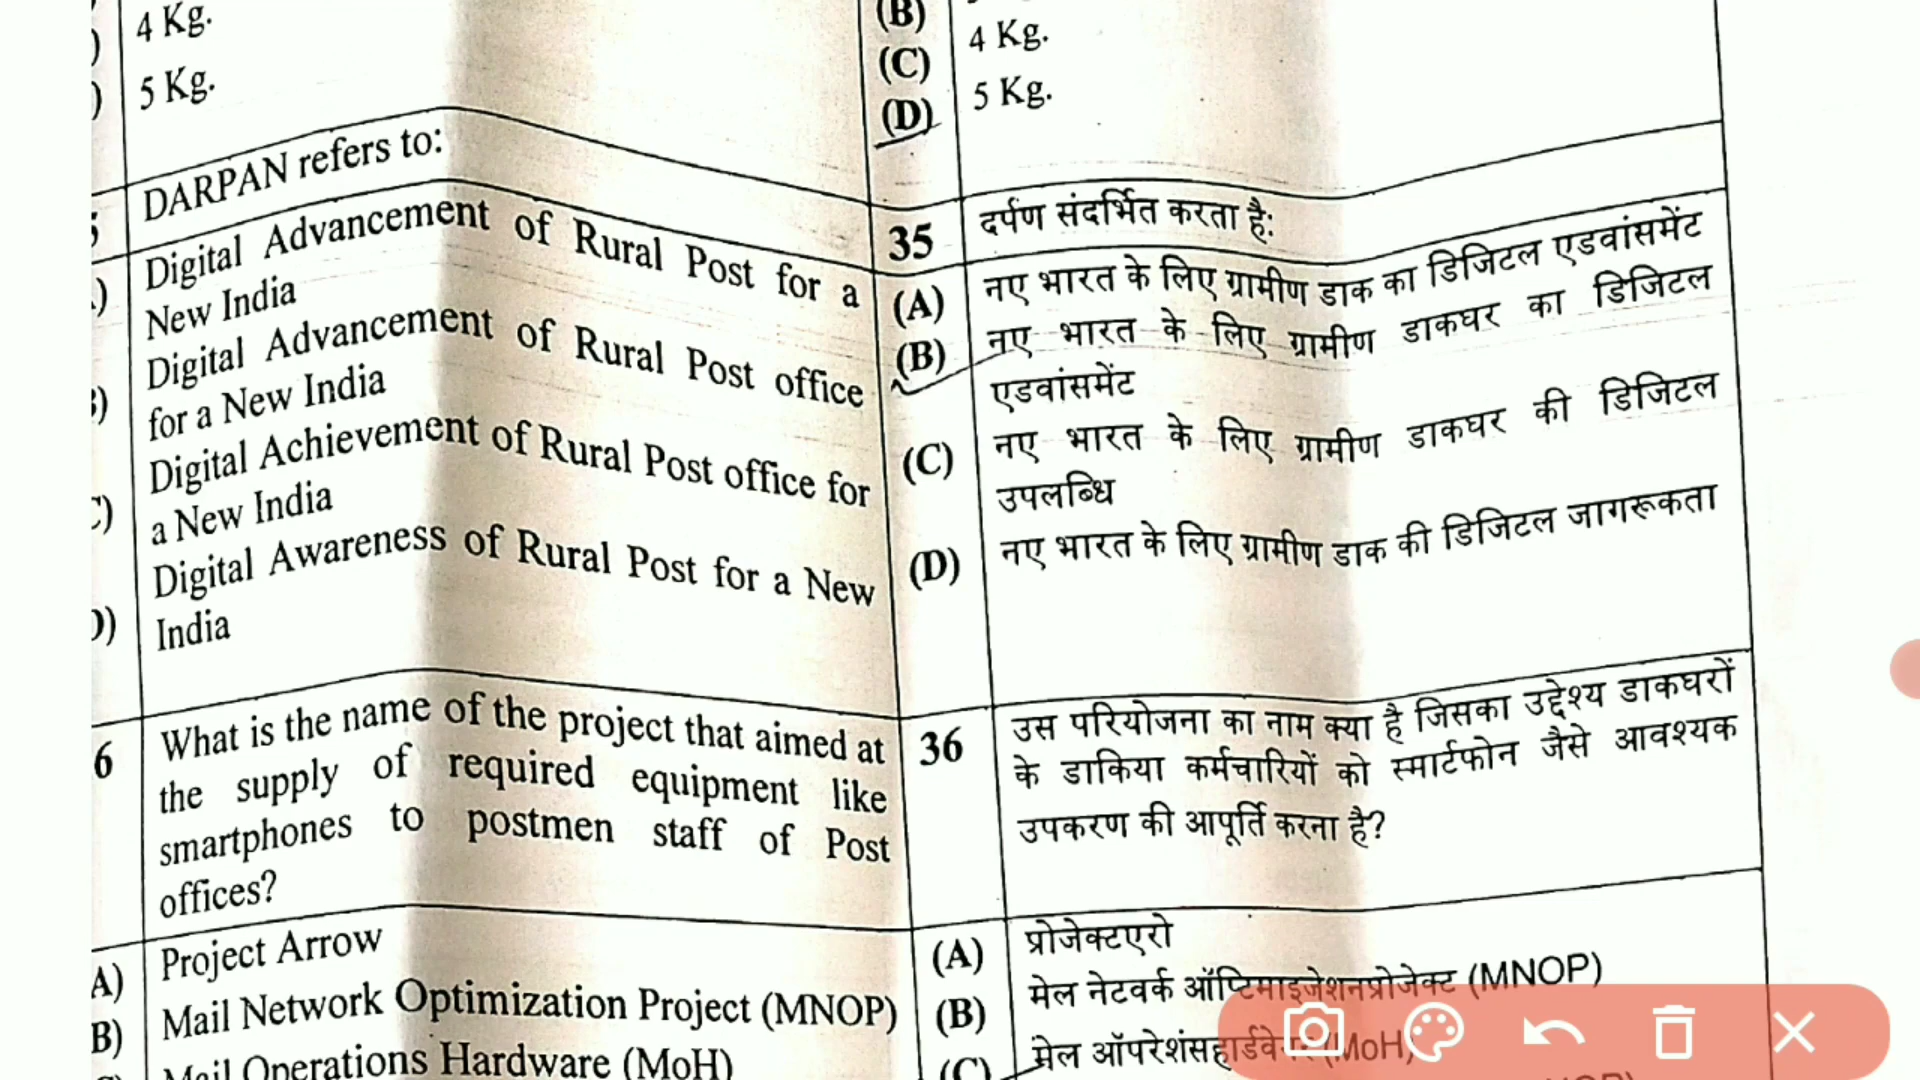 4 Kg.
5 Kg.
DARPAN refers to:
Digital Advancement of Rural Post for a
New India
Digital Advancement of Rural Post office
for a New India
Digital Achievement of Rural Post office for
a New India
Digital Awareness of Rural Post for a New
India
6 What is the name of the project that aimed at
the supply of required equipment like
smartphones to postmen staff of Post
offices?
A) Project Arrow
B) Mail Network Optimization Project (MNOP)
Mail Operations Hardware (MoH)
(B)
(C) 4 Kg.
(D) 5 Kg.
35 दर्पण संदर्भित करता है:
(A) नए भारत के लिए ग्रामीण डाक का डिजिटल एडवांसमेंट
(B) नए भारत के लिए ग्रामीण डाकघर का डिजिटल
एडवांसमेंट
(C) नए भारत के लिए ग्रामीण डाकघर की डिजिटल
उपलब्धि
(D) नए भारत के लिए ग्रामीण डाक की डिजिटल जागरूकता
36 उस परियोजना का नाम क्या है जिसका उद्देश्य डाकघरों
के डाकिया कर्मचारियों को स्मार्टफोन जैसे आवश्यक
उपकरण की आपूर्ति करना है?
(A) प्रोजेक्टएरो
(B) मेल नेटवर्क ऑप्टिमाइजेशनप्रोजेक्ट (MNOP)
(C) मेल ऑपरेशंसहार्डवेयर (MoH)